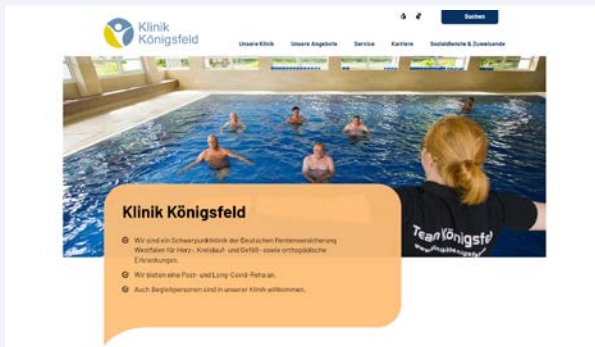 Klinik
Königsfeld
Suchen
Unsere Klinik Unsere Angebote Service Karriere Sozialdienste & Zuweisende
Team Königsfel
Klinik Königsfeld
Wir sind ein Schwerpunktklinik der Deutschen Rentenversicherung
Westfalen für Herz-, Kreislauf- und Gefäß- sowie orthopädische
Erkrankungen.
Wir bieten eine Post- und Long-Covid-Reha an.
Auch Begleitpersonen sind in unserer Klinik willkommen.